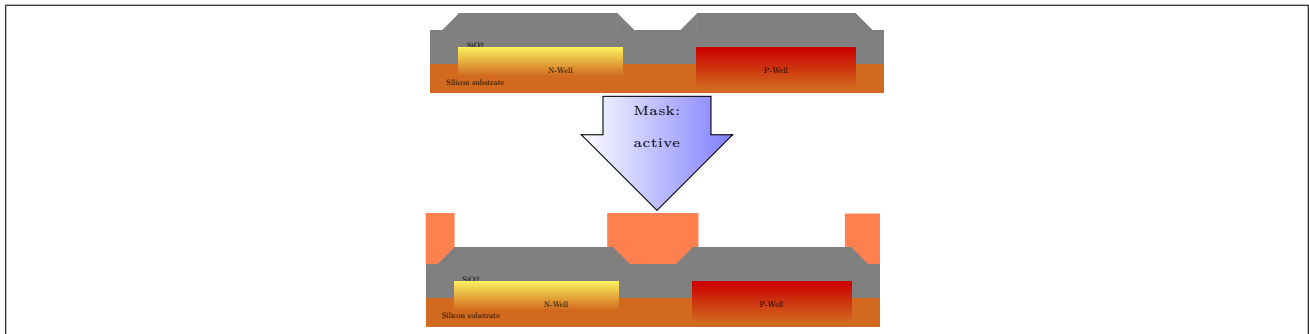 SiO2
N-Well
P-Well
Silicon substrate
Mask:
active
SiO2
N-Well
P-Well
Silicon substrate